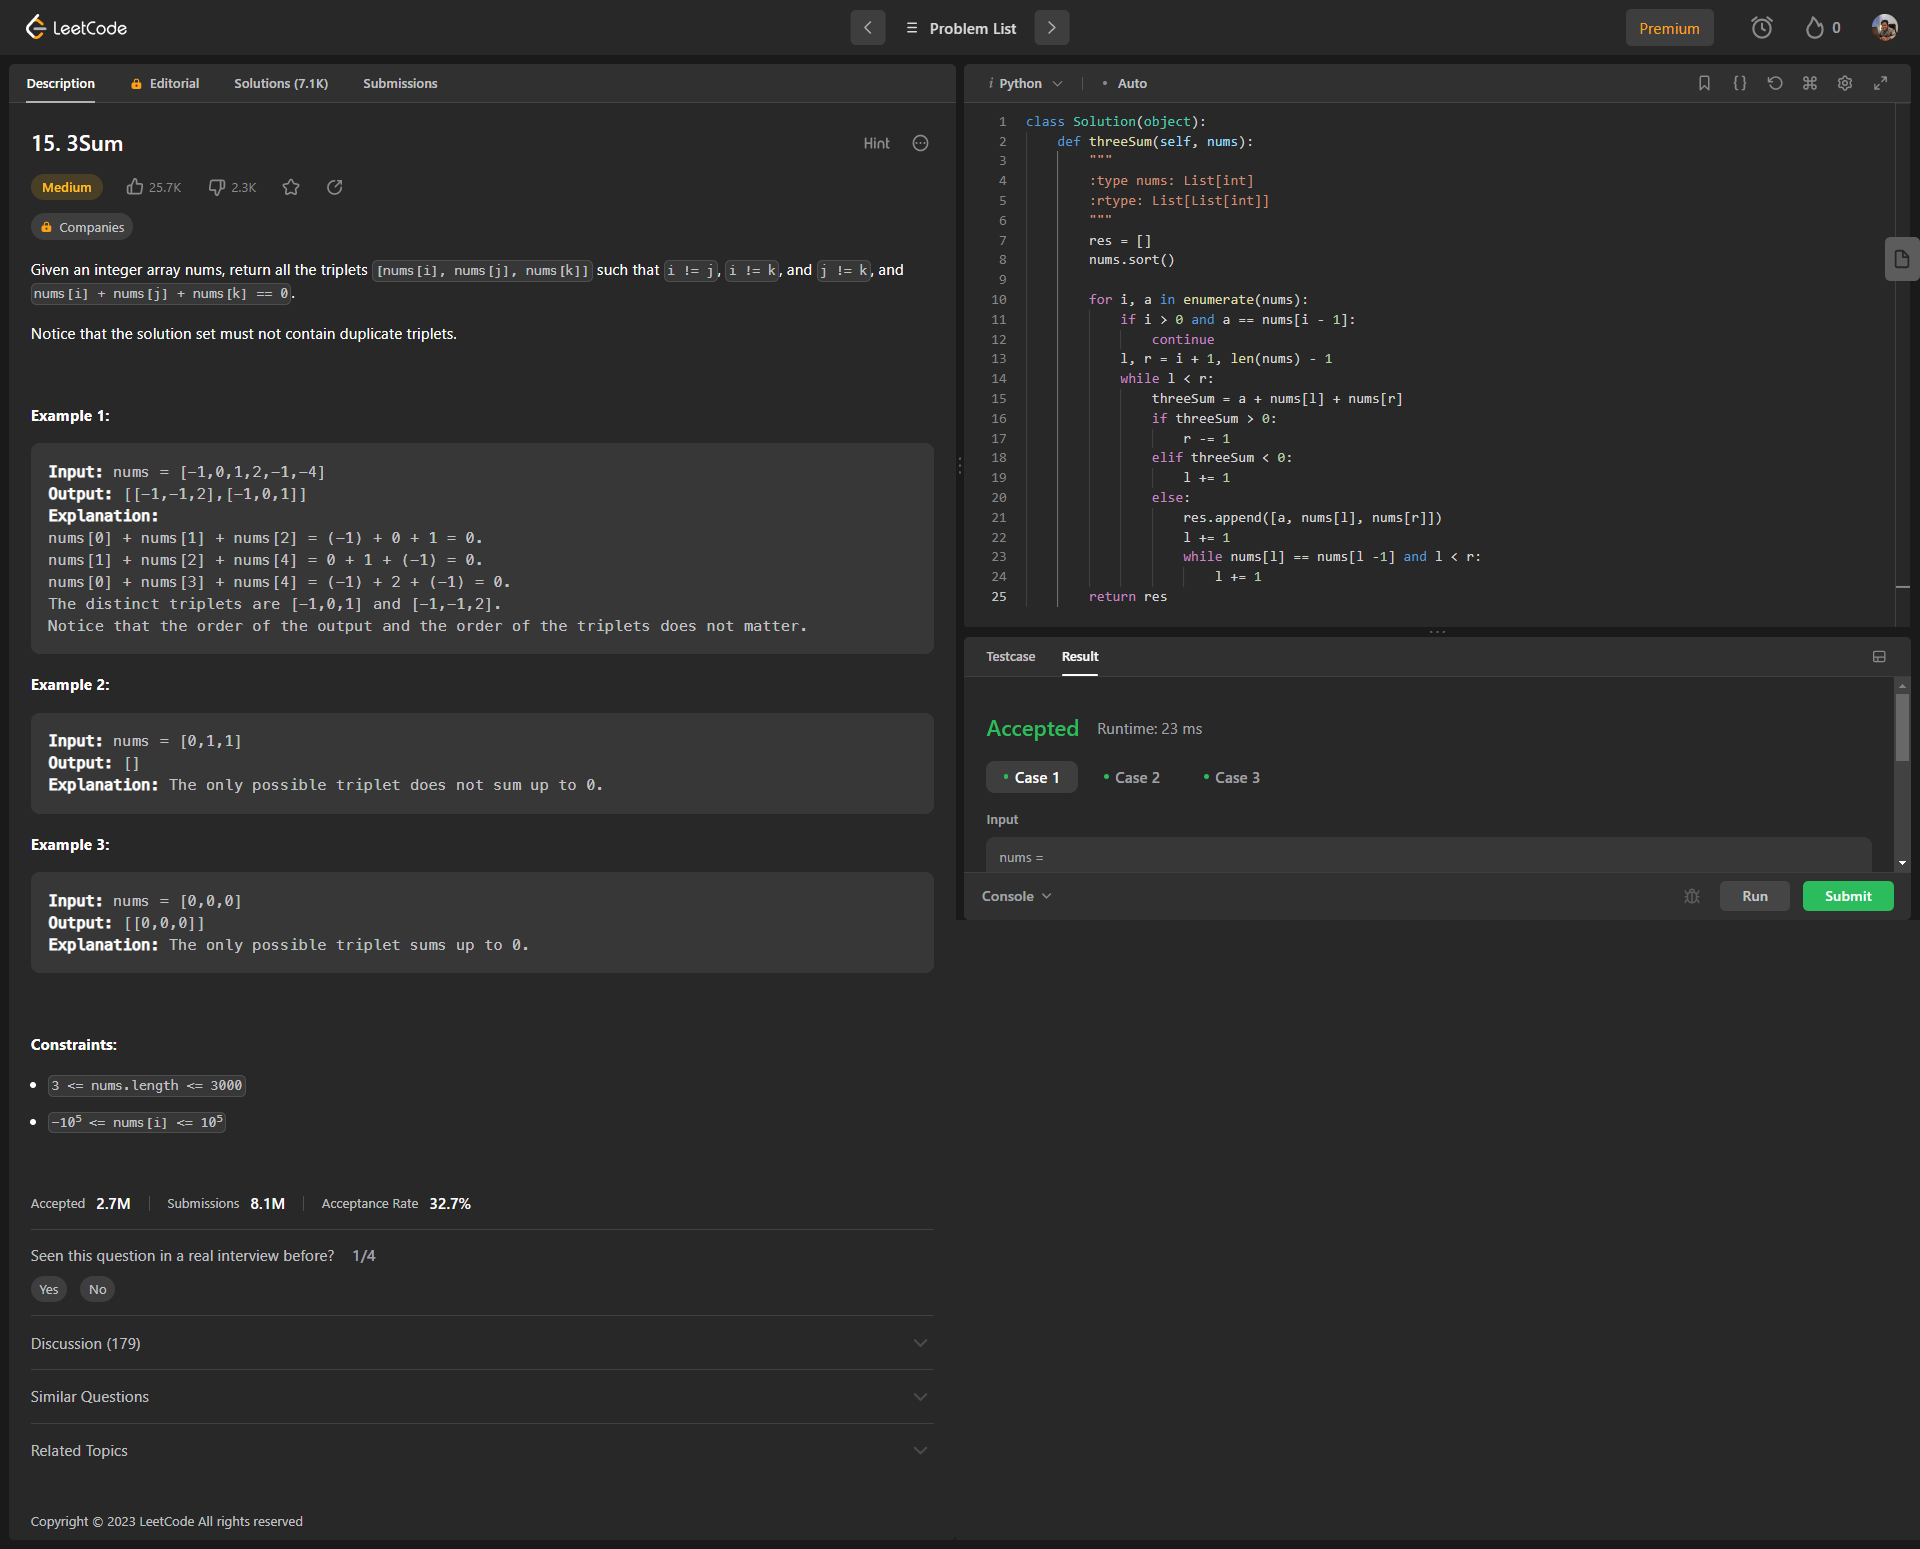 LeetCode
Problem List
Premium
0
Description
Editorial
Solutions (7.1K)
Submissions
15. 3Sum
Hint
Medium
25.7K
2.3K
Companies
Given an integer array nums, return all the triplets [nums[i], nums[j], nums[k]] such that i != j, i != k, and j != k, and
nums[i] + nums[j] + nums[k] == 0.
Notice that the solution set must not contain duplicate triplets.
Example 1:
Input: nums = [-1,0,1,2,-1,-4]
Output: [[-1,-1,2],[-1,0,1]]
Explanation:
nums[0] + nums[1] + nums[2] = (-1) + 0 + 1 = 0.
nums[1] + nums[2] + nums[4] = 0 + 1 + (-1) = 0.
nums[0] + nums[3] + nums[4] = (-1) + 2 + (-1) = 0.
The distinct triplets are [-1,0,1] and [-1,-1,2].
Notice that the order of the output and the order of the triplets does not matter.
Example 2:
Input: nums = [0,1,1]
Output: []
Explanation: The only possible triplet does not sum up to 0.
Example 3:
Input: nums = [0,0,0]
Output: [[0,0,0]]
Explanation: The only possible triplet sums up to 0.
Constraints:
• 3 <= nums.length <= 3000
• -10⁵ <= nums[i] <= 10⁵
Accepted 2.7M
Submissions 8.1M
Acceptance Rate 32.7%
Seen this question in a real interview before? 1/4
Yes
No
Discussion (179)
Similar Questions
Related Topics
Copyright © 2023 LeetCode All rights reserved
i Python
• Auto
1 class Solution(object):
2     def threeSum(self, nums):
3         """
4         :type nums: List[int]
5         :rtype: List[List[int]]
6         """
7         res = []
8         nums.sort()
9
10         for i, a in enumerate(nums):
11             if i > 0 and a == nums[i - 1]:
12                 continue
13             l, r = i + 1, len(nums) - 1
14             while l < r:
15                 threeSum = a + nums[l] + nums[r]
16                 if threeSum > 0:
17                     r -= 1
18                 elif threeSum < 0:
19                     l += 1
20                 else:
21                     res.append([a, nums[l], nums[r]])
22                     l += 1
23                     while nums[l] == nums[l -1] and l < r:
24                         l += 1
25         return res
Testcase
Result
Accepted
Runtime: 23 ms
• Case 1
• Case 2
• Case 3
Input
nums =
Console
Run
Submit